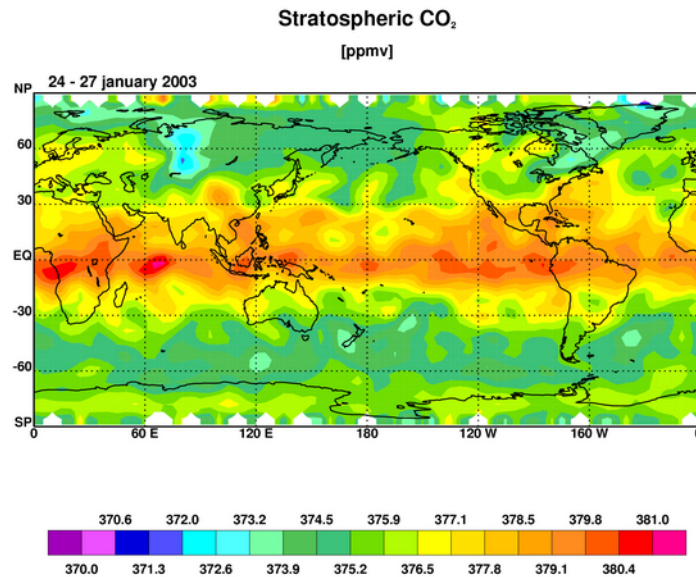 Stratospheric CO₂
[ppmv]
24 - 27 january 2003
NP
60
30
EQ
-30
-60
SP
0 60 E 120 E 180 120 W 160 W 0
370.6 372.0 373.2 374.5 375.9 377.1 378.5 379.8 381.0
370.0 371.3 372.6 373.9 375.2 376.5 377.8 379.1 380.4